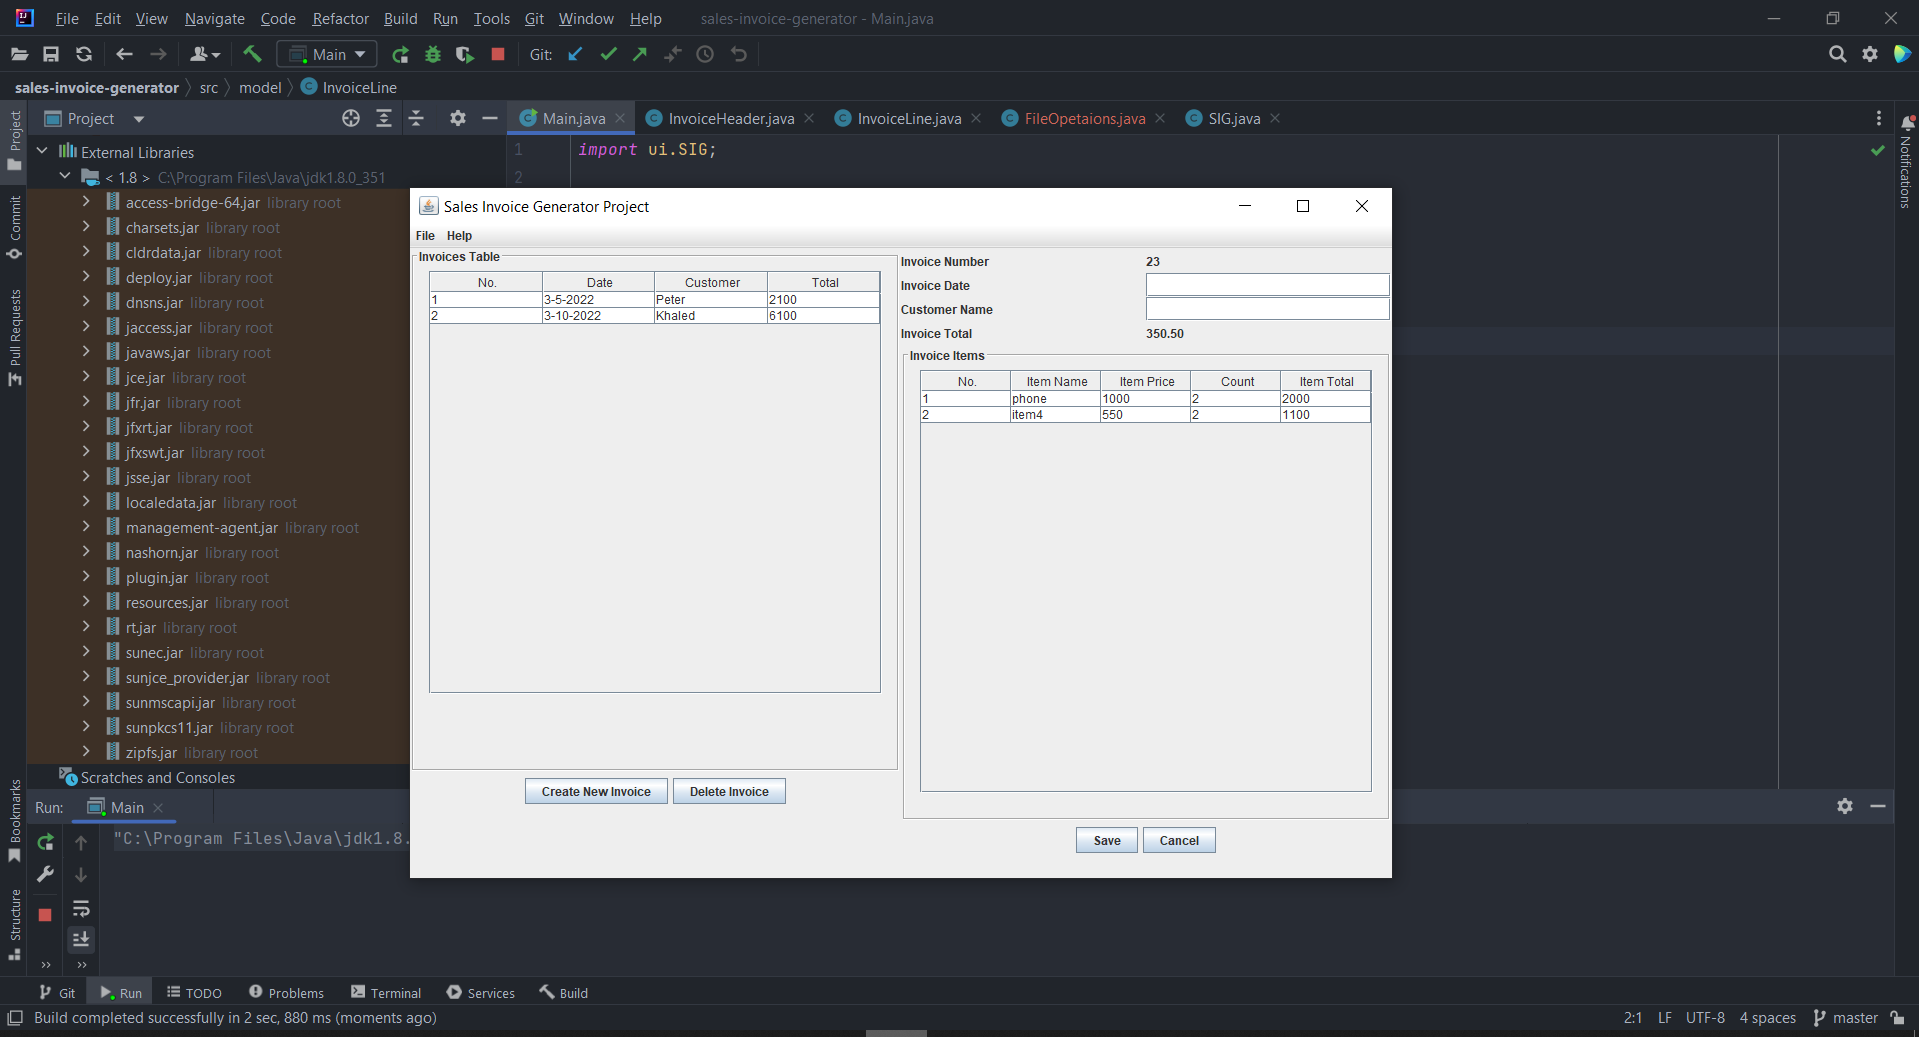 File Edit View Navigate Code Refactor Build Run Tools Git Window Help sales-invoice-generator - Main.java
Main Git:
sales-invoice-generator src model InvoiceLine
Project
Project
Main.java InvoiceHeader.java InvoiceLine.java FileOpetaions.java SIG.java
Notifications
Commit
Pull Requests
Bookmarks
Structure
External Libraries
< 1.8 > C:\Program Files\Java\jdk1.8.0_351
access-bridge-64.jar library root
charsets.jar library root
cldrdata.jar library root
deploy.jar library root
dnsns.jar library root
jaccess.jar library root
javaws.jar library root
jce.jar library root
jfr.jar library root
jfxrt.jar library root
jfxswt.jar library root
jsse.jar library root
localedata.jar library root
management-agent.jar library root
nashorn.jar library root
plugin.jar library root
resources.jar library root
rt.jar library root
sunec.jar library root
sunjce_provider.jar library root
sunmscapi.jar library root
sunpkcs11.jar library root
zipfs.jar library root
Scratches and Consoles
1 import ui.SIG;
2
Sales Invoice Generator Project
File Help
Invoices Table
No. Date Customer Total
1 3-5-2022 Peter 2100
2 3-10-2022 Khaled 6100
Create New Invoice Delete Invoice
Invoice Number 23
Invoice Date
Customer Name
Invoice Total 350.50
Invoice Items
No. Item Name Item Price Count Item Total
1 phone 1000 2 2000
2 item4 550 2 1100
Save Cancel
Run: Main
"C:\Program Files\Java\jdk1.8.
Git Run TODO Problems Terminal Services Build
Build completed successfully in 2 sec, 880 ms (moments ago) 2:1 LF UTF-8 4 spaces master